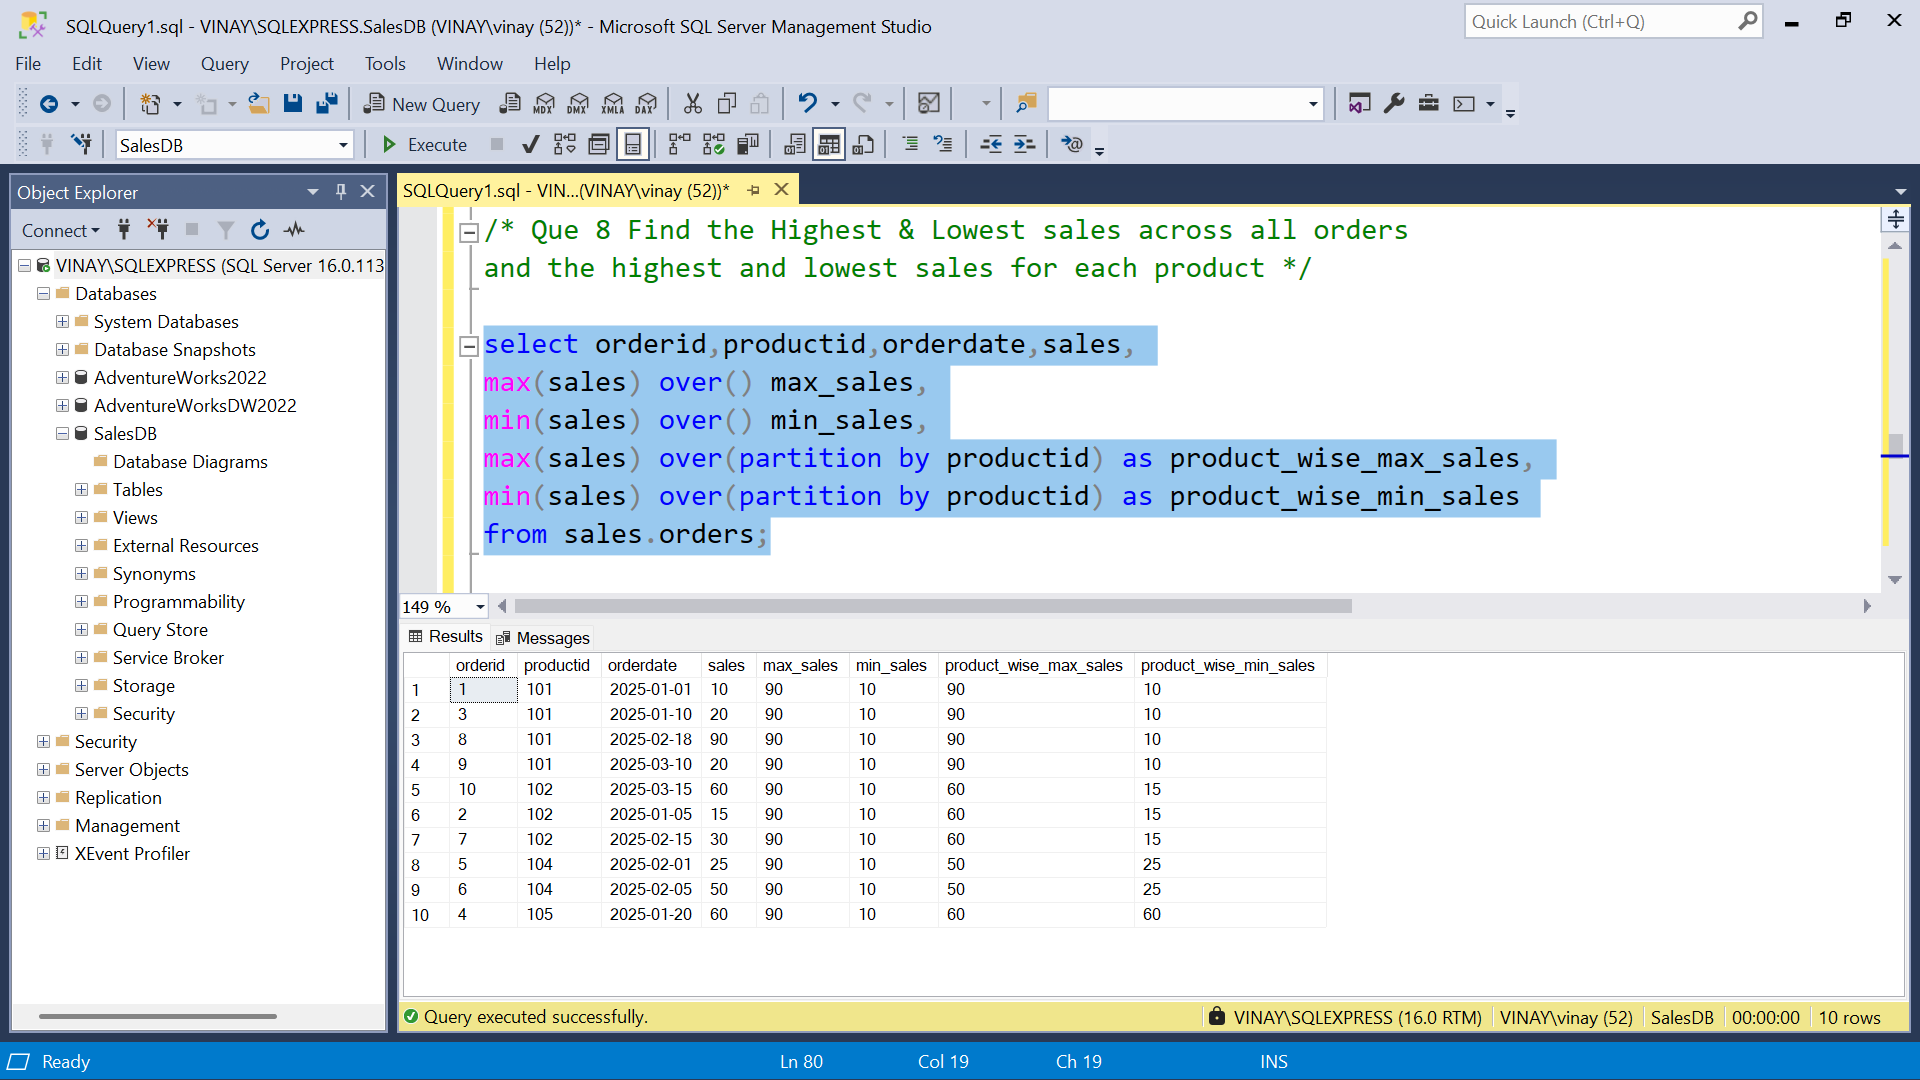 SQLQuery1.sql - VINAY\SQLEXPRESS.SalesDB (VINAY\vinay (52))* - Microsoft SQL Server Management Studio
Quick Launch (Ctrl+Q)
File Edit View Query Project Tools Window Help
New Query MDX DMX XMLA DAX
SalesDB Execute
Object Explorer
Connect
VINAY\SQLEXPRESS (SQL Server 16.0.113
Databases
System Databases
Database Snapshots
AdventureWorks2022
AdventureWorksDW2022
SalesDB
Database Diagrams
Tables
Views
External Resources
Synonyms
Programmability
Query Store
Service Broker
Storage
Security
Security
Server Objects
Replication
Management
XEvent Profiler
SQLQuery1.sql - VIN...(VINAY\vinay (52))*
/* Que 8 Find the Highest & Lowest sales across all orders
and the highest and lowest sales for each product */
select orderid,productid,orderdate,sales,
max(sales) over() max_sales,
min(sales) over() min_sales,
max(sales) over(partition by productid) as product_wise_max_sales,
min(sales) over(partition by productid) as product_wise_min_sales
from sales.orders;
149 %
Results Messages
orderid productid orderdate sales max_sales min_sales product_wise_max_sales product_wise_min_sales
1 1 101 2025-01-01 10 90 10 90 10
2 3 101 2025-01-10 20 90 10 90 10
3 8 101 2025-02-18 90 90 10 90 10
4 9 101 2025-03-10 20 90 10 90 10
5 10 102 2025-03-15 60 90 10 60 15
6 2 102 2025-01-05 15 90 10 60 15
7 7 102 2025-02-15 30 90 10 60 15
8 5 104 2025-02-01 25 90 10 50 25
9 6 104 2025-02-05 50 90 10 50 25
10 4 105 2025-01-20 60 90 10 60 60
Query executed successfully. VINAY\SQLEXPRESS (16.0 RTM) VINAY\vinay (52) SalesDB 00:00:00 10 rows
Ready Ln 80 Col 19 Ch 19 INS